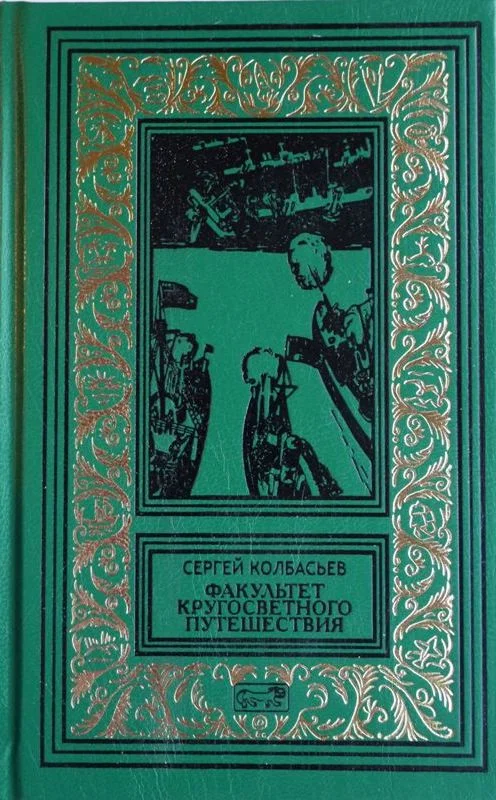 СЕРГЕЙ КОЛБАСЬЕВ
ФАКУЛЬТЕТ
КРУГОСВЕТНОГО
ПУТЕШЕСТВИЯ